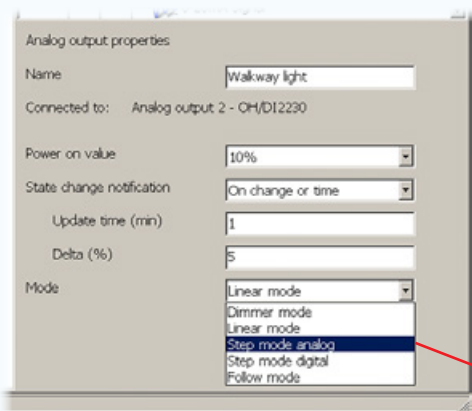 Analog output properties
Name Walkway light
Connected to: Analog output 2 - OH/DI2230
Power on value 10%
State change notification On change or time
Update time (min) 1
Delta (%) 5
Mode Linear mode
Dimmer mode
Linear mode
Step mode analog
Step mode digital
Follow mode